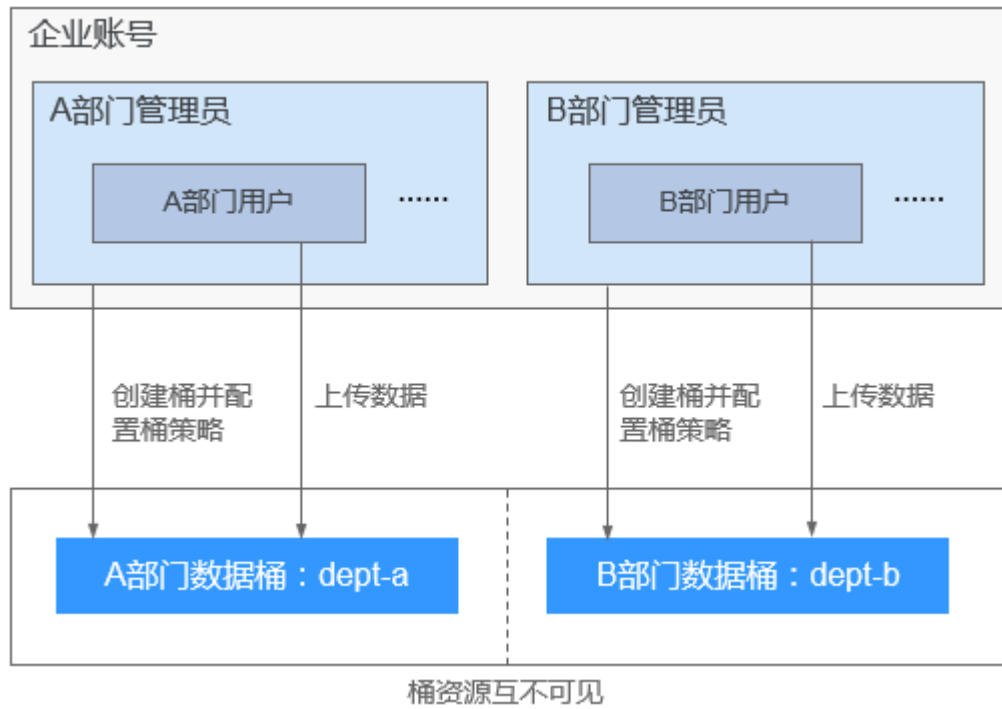 企业账号
A部门管理员
B部门管理员
A部门用户
······
B部门用户
······
创建桶并配
置桶策略
上传数据
创建桶并配
置桶策略
上传数据
A部门数据桶：dept-a
B部门数据桶：dept-b
桶资源互不可见